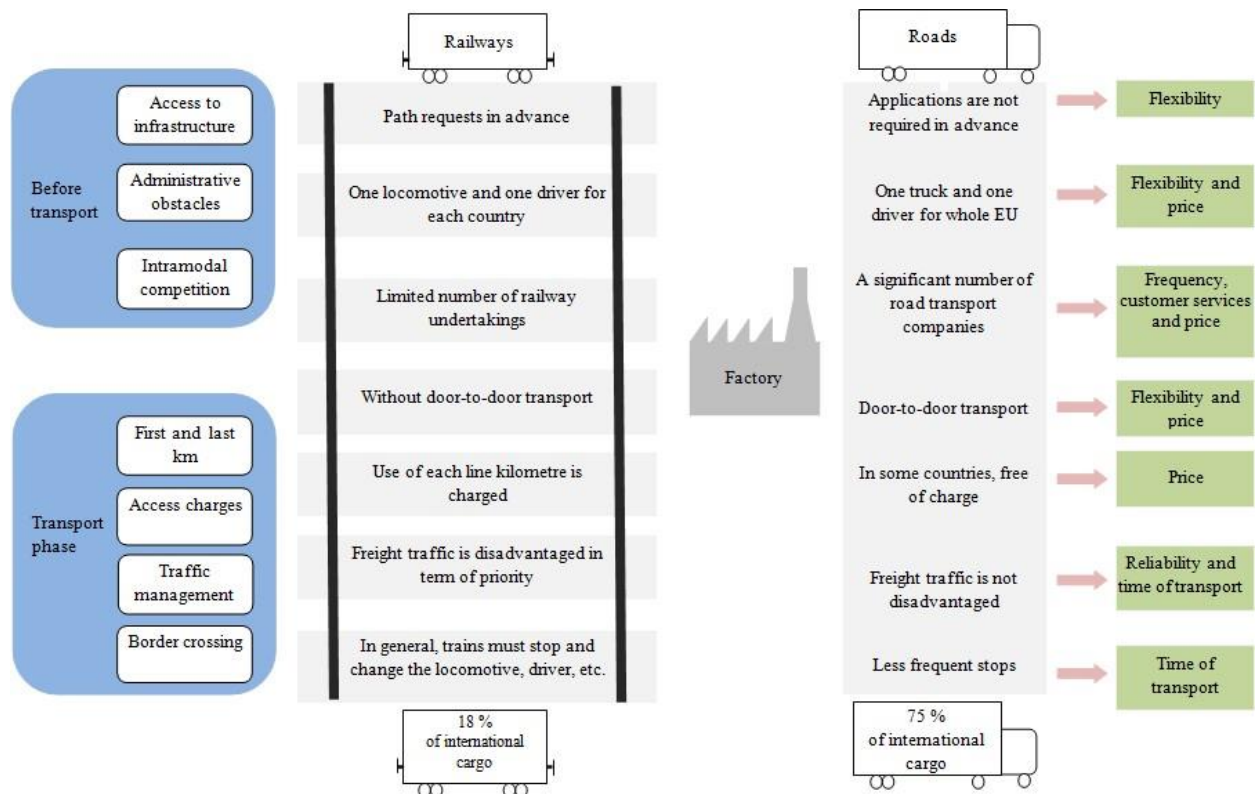 Railways
Roads
Before
transport
Access to
infrastructure
Administrative
obstacles
Intramodal
competition
Path requests in advance
One locomotive and one driver for
each country
Limited number of railway
undertakings
Applications are not
required in advance
One truck and one
driver for whole EU
A significant number of
road transport
companies
Flexibility
Flexibility and
price
Frequency,
customer services
and price
Factory
Transport
phase
First and last
km
Access charges
Traffic
management
Border crossing
Without door-to-door transport
Use of each line kilometre is
charged
Freight traffic is disadvantaged in
term of priority
In general, trains must stop and
change the locomotive, driver, etc.
Door-to-door transport
In some countries, free
of charge
Freight traffic is not
disadvantaged
Less frequent stops
Flexibility and
price
Price
Reliability and
time of transport
Time of
transport
18 %
of international
cargo
75 %
of international
cargo